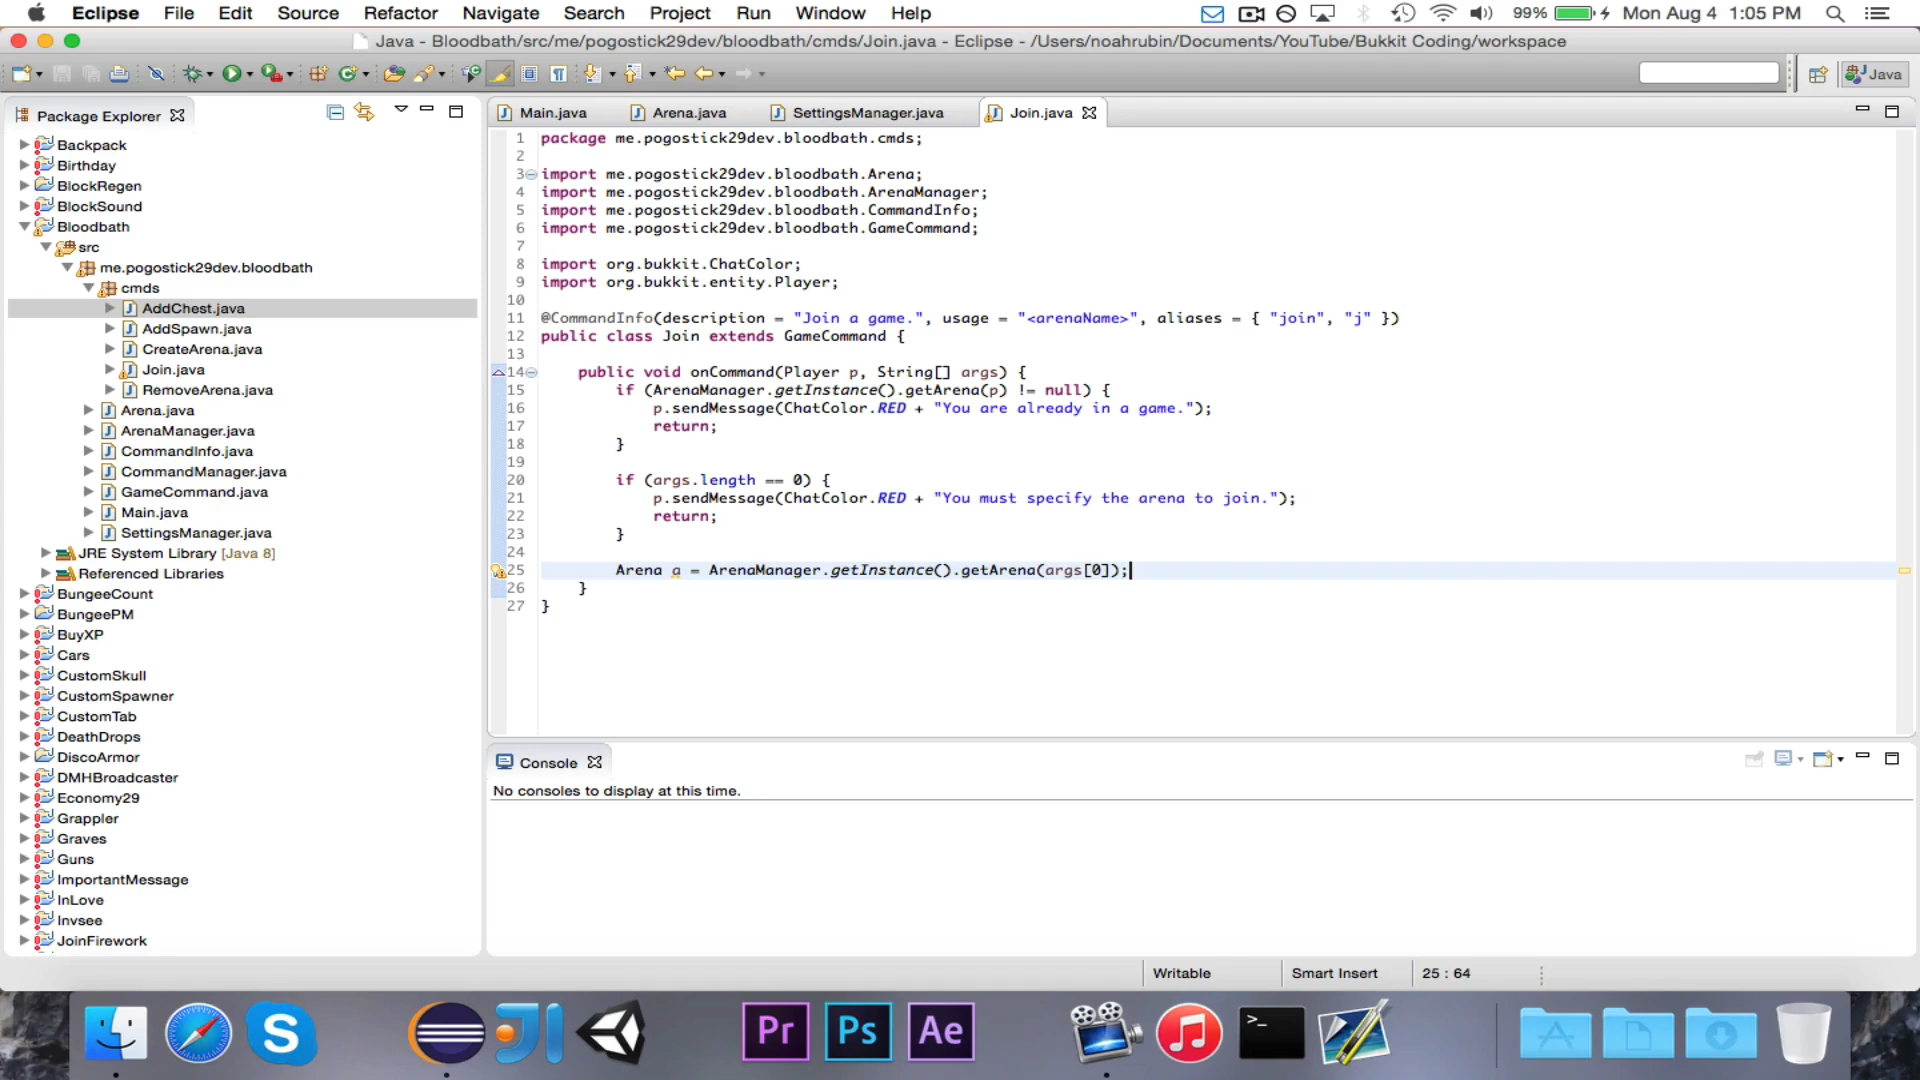 Eclipse File Edit Source Refactor Navigate Search Project Run Window Help 99% Mon Aug 4 1:05 PM
Java - Bloodbath/src/me/pogostick29dev/bloodbath/cmds/Join.java - Eclipse - /Users/noahrubin/Documents/YouTube/Bukkit Coding/workspace
Java
Package Explorer
Backpack
Birthday
BlockRegen
BlockSound
Bloodbath
src
me.pogostick29dev.bloodbath
cmds
AddChest.java
AddSpawn.java
CreateArena.java
Join.java
RemoveArena.java
Arena.java
ArenaManager.java
CommandInfo.java
CommandManager.java
GameCommand.java
Main.java
SettingsManager.java
JRE System Library [Java 8]
Referenced Libraries
BungeeCount
BungeePM
BuyXP
Cars
CustomSkull
CustomSpawner
CustomTab
DeathDrops
DiscoArmor
DMHBroadcaster
Economy29
Grappler
Graves
Guns
ImportantMessage
InLove
Invsee
JoinFirework
Main.java Arena.java SettingsManager.java Join.java
1 package me.pogostick29dev.bloodbath.cmds;
2
3 import me.pogostick29dev.bloodbath.Arena;
4 import me.pogostick29dev.bloodbath.ArenaManager;
5 import me.pogostick29dev.bloodbath.CommandInfo;
6 import me.pogostick29dev.bloodbath.GameCommand;
7
8 import org.bukkit.ChatColor;
9 import org.bukkit.entity.Player;
10
11 @CommandInfo(description = "Join a game.", usage = "<arenaName>", aliases = { "join", "j" })
12 public class Join extends GameCommand {
13
14 public void onCommand(Player p, String[] args) {
15 if (ArenaManager.getInstance().getArena(p) != null) {
16 p.sendMessage(ChatColor.RED + "You are already in a game.");
17 return;
18 }
19
20 if (args.length == 0) {
21 p.sendMessage(ChatColor.RED + "You must specify the arena to join.");
22 return;
23 }
24
25 Arena a = ArenaManager.getInstance().getArena(args[0]);
26 }
27 }
Console
No consoles to display at this time.
Writable Smart Insert 25 : 64
Pr Ps Ae